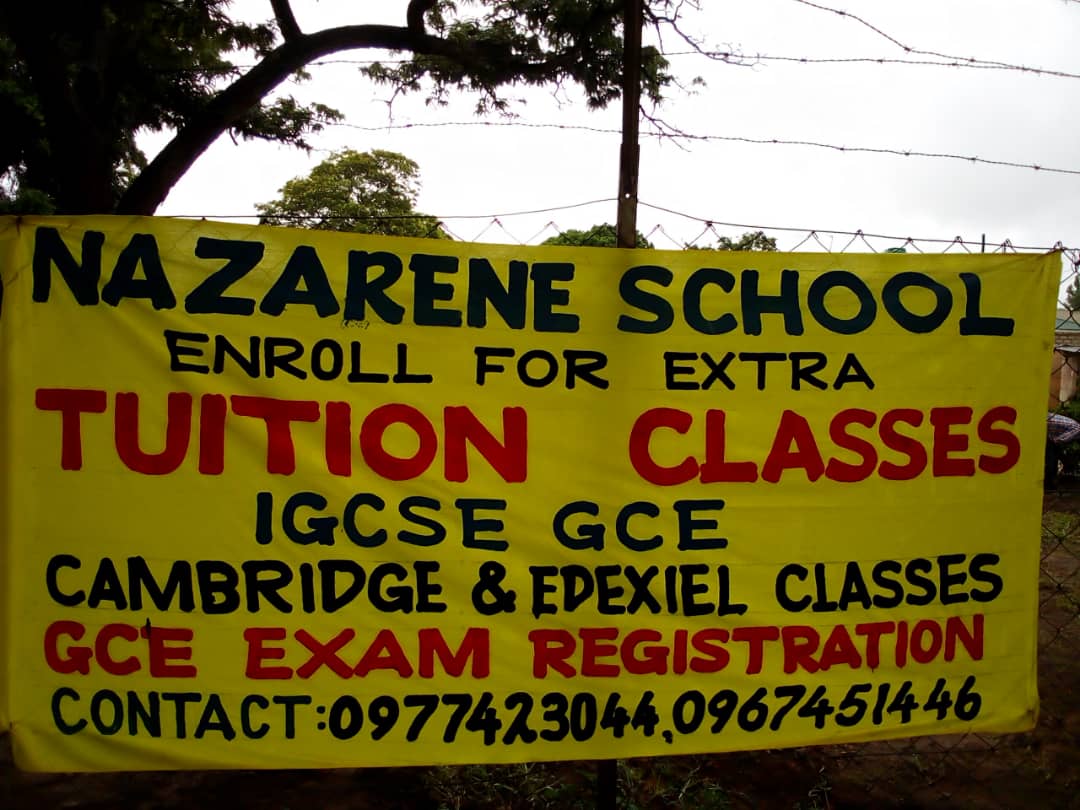 NAZARENE SCHOOL
ENROLL FOR EXTRA
TUITION CLASSES
IGCSE GCE
CAMBRIDGE & EDEXIEL CLASSES
GCE EXAM REGISTRATION
CONTACT:0977423044,0967451446